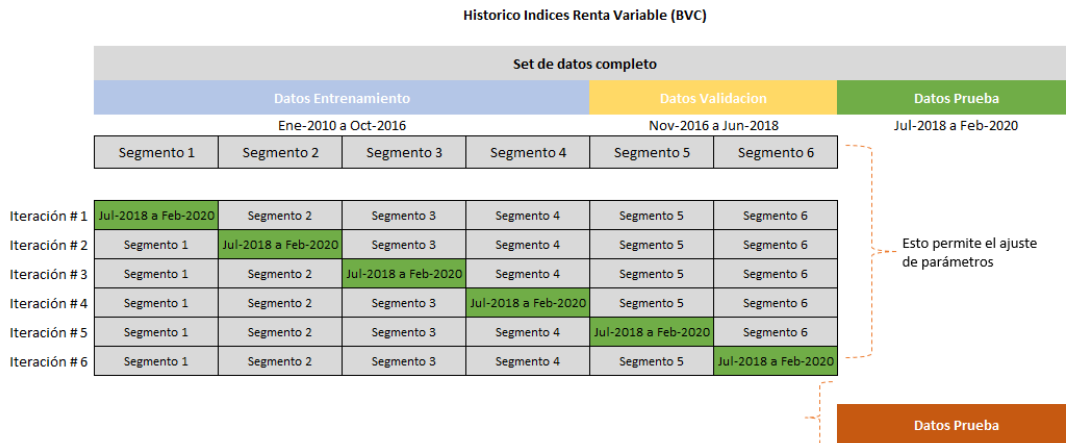 Historico Indices Renta Variable (BVC)
Set de datos completo
Datos Entrenamiento Datos Validacion Datos Prueba
Ene-2010 a Oct-2016 Nov-2016 a Jun-2018 Jul-2018 a Feb-2020
Segmento 1 Segmento 2 Segmento 3 Segmento 4 Segmento 5 Segmento 6
Iteración # 1 Jul-2018 a Feb-2020 Segmento 2 Segmento 3 Segmento 4 Segmento 5 Segmento 6
Iteración # 2 Segmento 1 Jul-2018 a Feb-2020 Segmento 3 Segmento 4 Segmento 5 Segmento 6
Iteración # 3 Segmento 1 Segmento 2 Jul-2018 a Feb-2020 Segmento 4 Segmento 5 Segmento 6
Iteración # 4 Segmento 1 Segmento 2 Segmento 3 Jul-2018 a Feb-2020 Segmento 5 Segmento 6
Iteración # 5 Segmento 1 Segmento 2 Segmento 3 Segmento 4 Jul-2018 a Feb-2020 Segmento 6
Iteración # 6 Segmento 1 Segmento 2 Segmento 3 Segmento 4 Segmento 5 Jul-2018 a Feb-2020
Esto permite el ajuste
de parámetros
Datos Prueba